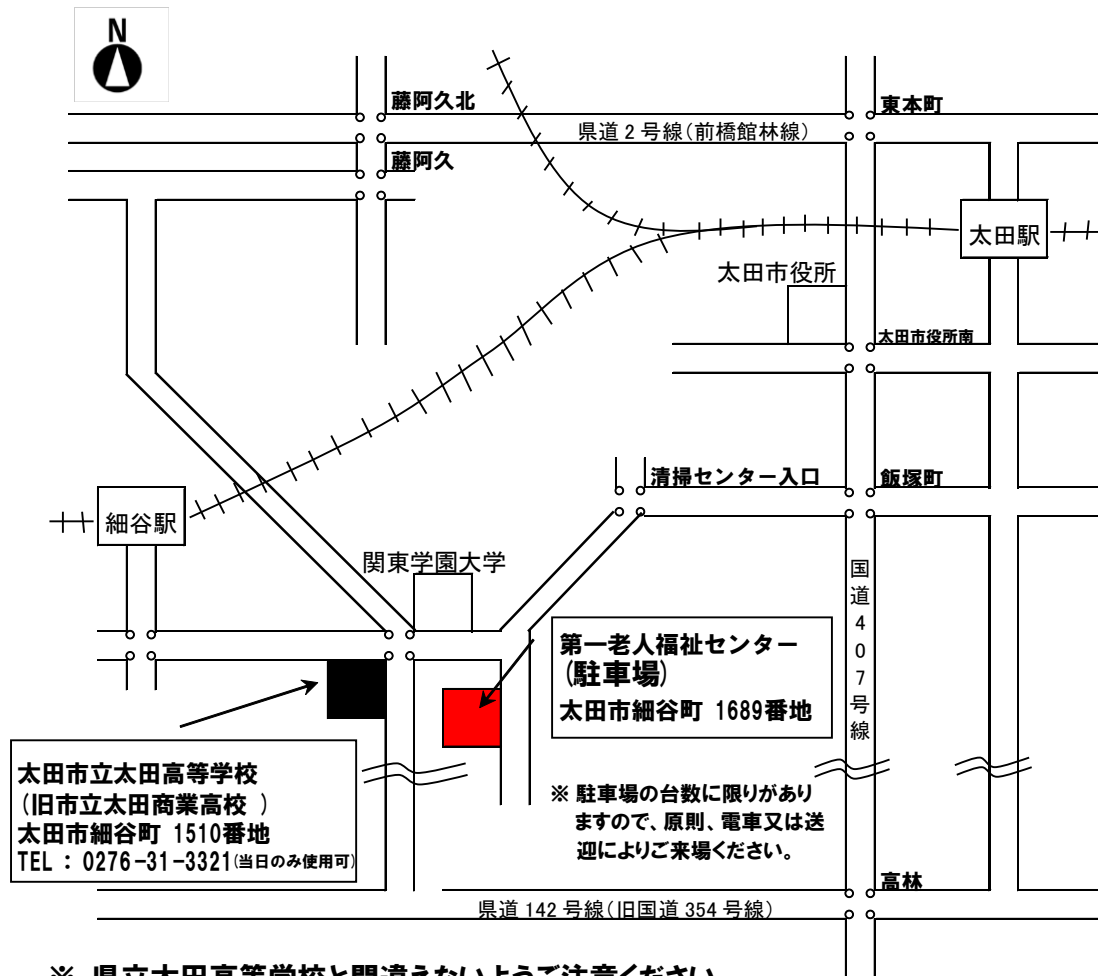 N
藤阿久北
東本町
県道2号線(前橋館林線)
藤阿久
太田駅
太田市役所
太田市役所南
清掃センター入口
飯塚町
細谷駅
関東学園大学
国道407号線
第一老人福祉センター
(駐車場)
太田市細谷町 1689番地
太田市立太田高等学校
(旧市立太田商業高校 )
太田市細谷町 1510番地
TEL : 0276-31-3321(当日のみ使用可)
※ 駐車場の台数に限りがあり
ますので、原則、電車又は送
迎によりご来場ください。
高林
県道142号線(旧国道354号線)
※ 県立太田高等学校と間違えないようご注意ください